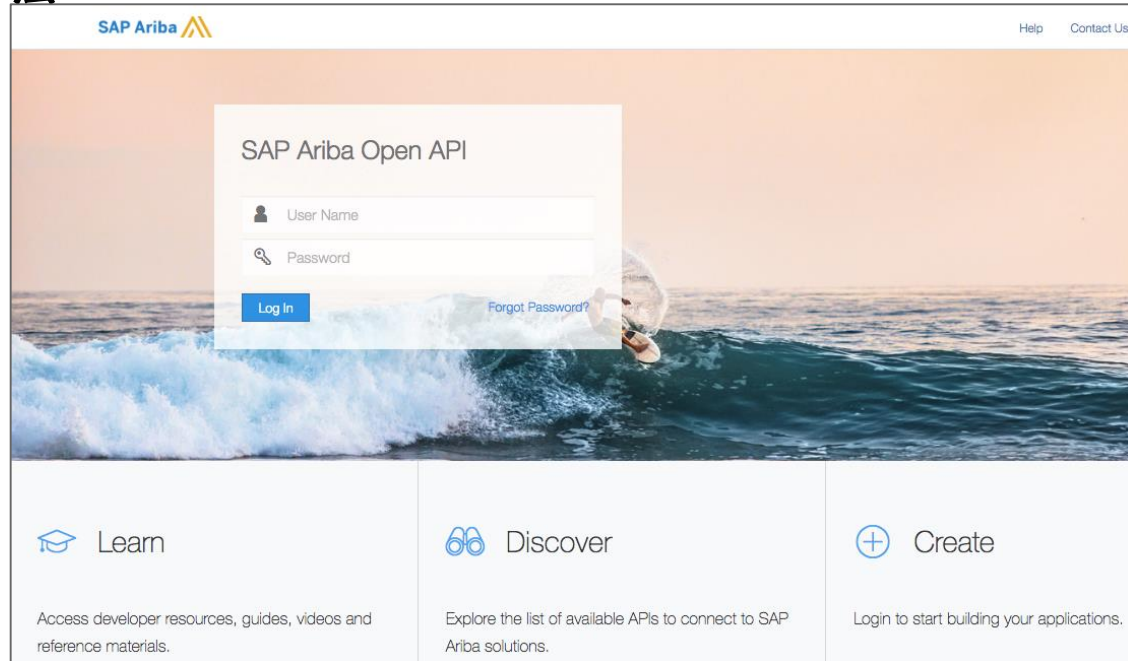 SAP Ariba
Help Contact Us
SAP Ariba Open API
User Name
Password
Log In Forgot Password?
Learn
Access developer resources, guides, videos and
reference materials.
Discover
Explore the list of available APIs to connect to SAP
Ariba solutions.
Create
Login to start building your applications.